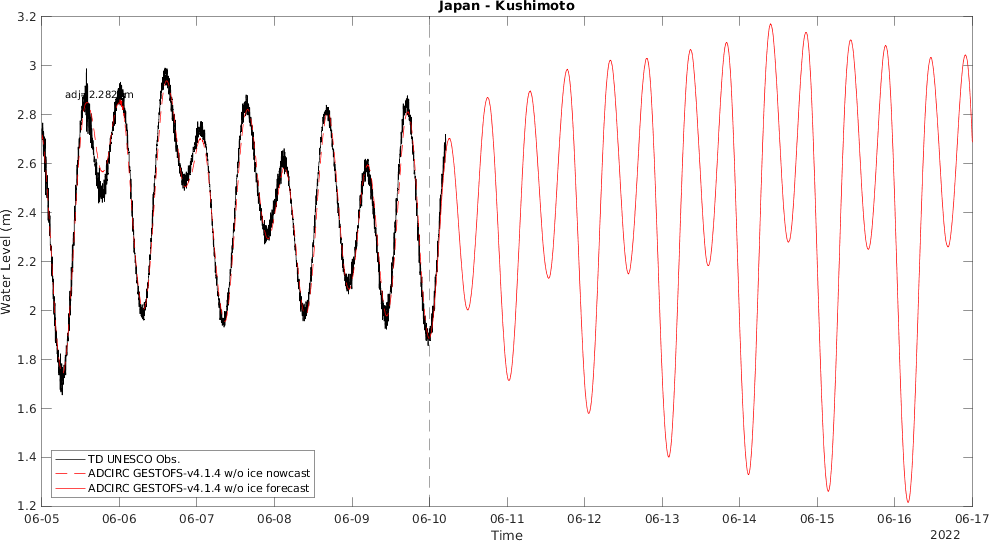 Japan - Kushimoto
3.2
3
2.8
2.6
2.4
2.2
2
1.8
1.6
1.4
1.2
Water Level (m)
TD UNESCO Obs.
ADCIRC GESTOFS-v4.1.4 w/o ice nowcast
ADCIRC GESTOFS-v4.1.4 w/o ice forecast
06-05 06-06 06-07 06-08 06-09 06-10 06-11 06-12 06-13 06-14 06-15 06-16 06-17
Time
2022